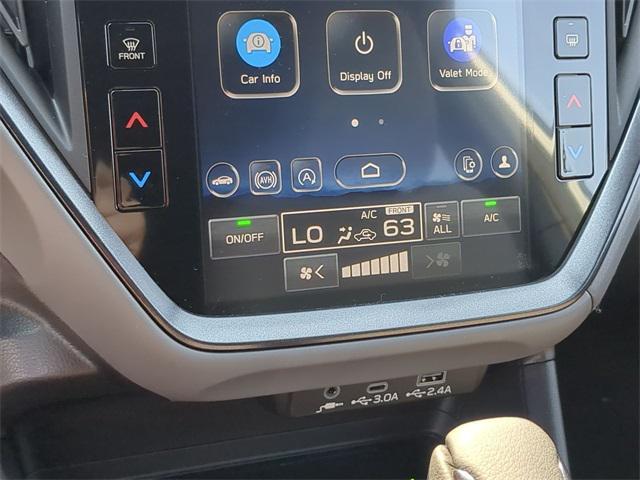 FRONT
Car Info
Display Off
Valet Mode
AVH
A
A/C
FRONT
ON/OFF
LO
63
ALL
A/C
3.0A
2.4A